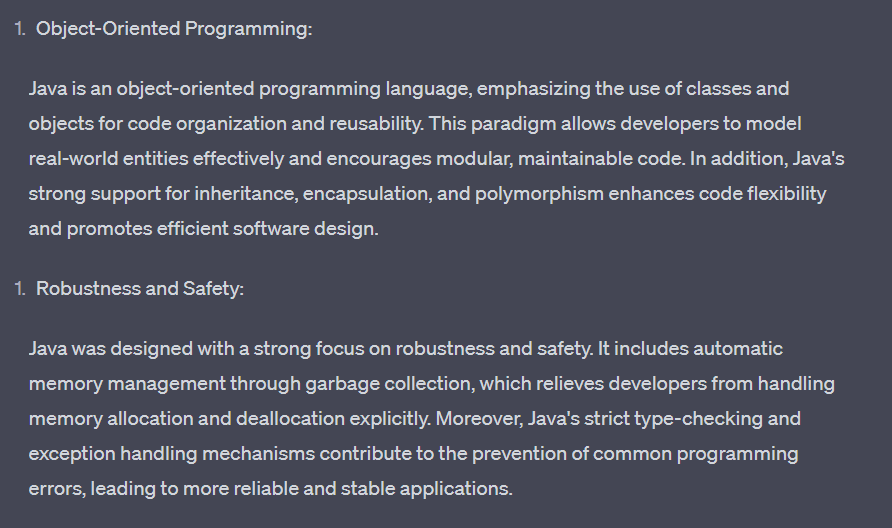 1. Object-Oriented Programming:
Java is an object-oriented programming language, emphasizing the use of classes and
objects for code organization and reusability. This paradigm allows developers to model
real-world entities effectively and encourages modular, maintainable code. In addition, Java's
strong support for inheritance, encapsulation, and polymorphism enhances code flexibility
and promotes efficient software design.
1. Robustness and Safety:
Java was designed with a strong focus on robustness and safety. It includes automatic
memory management through garbage collection, which relieves developers from handling
memory allocation and deallocation explicitly. Moreover, Java's strict type-checking and
exception handling mechanisms contribute to the prevention of common programming
errors, leading to more reliable and stable applications.